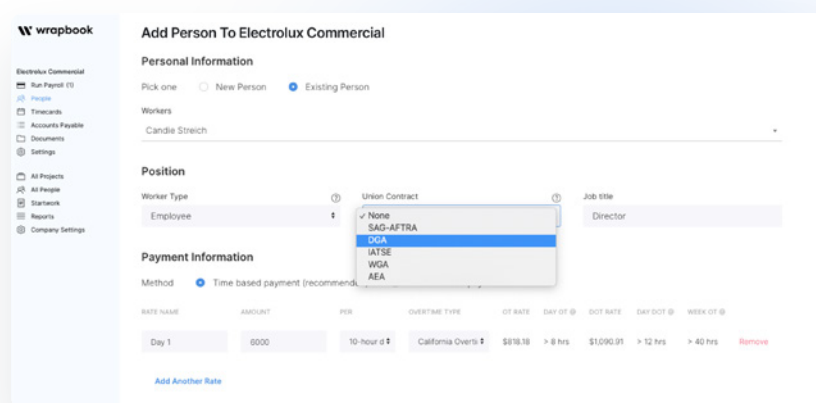 wrapbook
Add Person To Electrolux Commercial
Personal Information
Electrolux Commercial
Run Payroll (1)
People
Timecards
Accounts Payable
Documents
Settings
All Projects
All People
Startwork
Reports
Company Settings
Pick one New Person Existing Person
Workers
Candie Streich
Position
Worker Type Union Contract Job title
Employee Director
✓ None
SAG-AFTRA
DGA
IATSE
WGA
AEA
Payment Information
Method Time based payment (recommend
RATE NAME AMOUNT PER OVERTIME TYPE OT RATE DAY OT DOT RATE DAY DOT WEEK OT
Day 1 6000 10-hour d California Overti $818.18 > 8 hrs $1,090.91 > 12 hrs > 40 hrs Remove
Add Another Rate